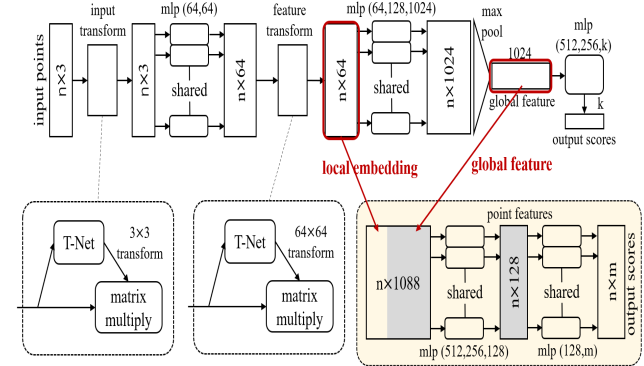 input
transform
mlp (64,64)
feature
transform
mlp (64,128,1024)
max
pool
mlp
(512,256,k)
input points
n×3
n×3
shared
n×64
n×64
shared
n×1024
1024
global feature
k
output scores
local embedding
global feature
T-Net
3×3
transform
matrix
multiply
T-Net
64×64
transform
matrix
multiply
point features
n×1088
shared
n×128
shared
n×m
output scores
mlp (512,256,128)
mlp (128,m)